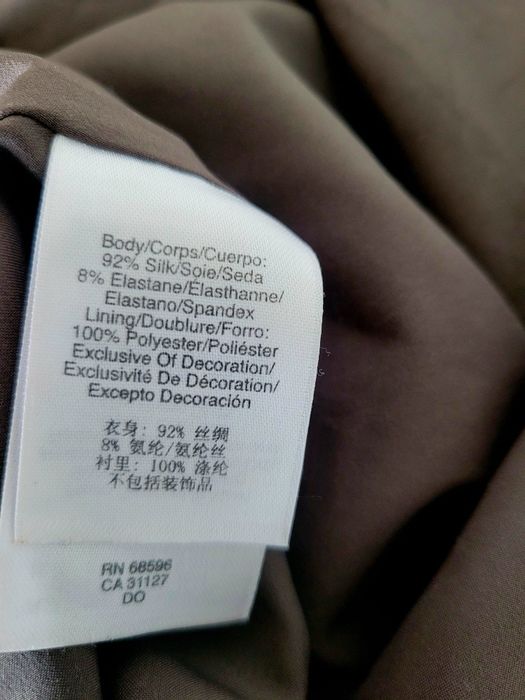 Body/Corps/Cuerpo:
92% Silk/Soie/Seda
8% Elastane/Élasthanne/
Elastano/Spandex
Lining/Doublure/Forro:
100% Polyester/Poliéster
Exclusive Of Decoration/
Exclusivité De Décoration/
Excepto Decoración
衣身: 92% 丝绸
8% 氨纶/氨纶丝
衬里: 100% 涤纶
不包括装饰品
RN 68596
CA 31127
DO